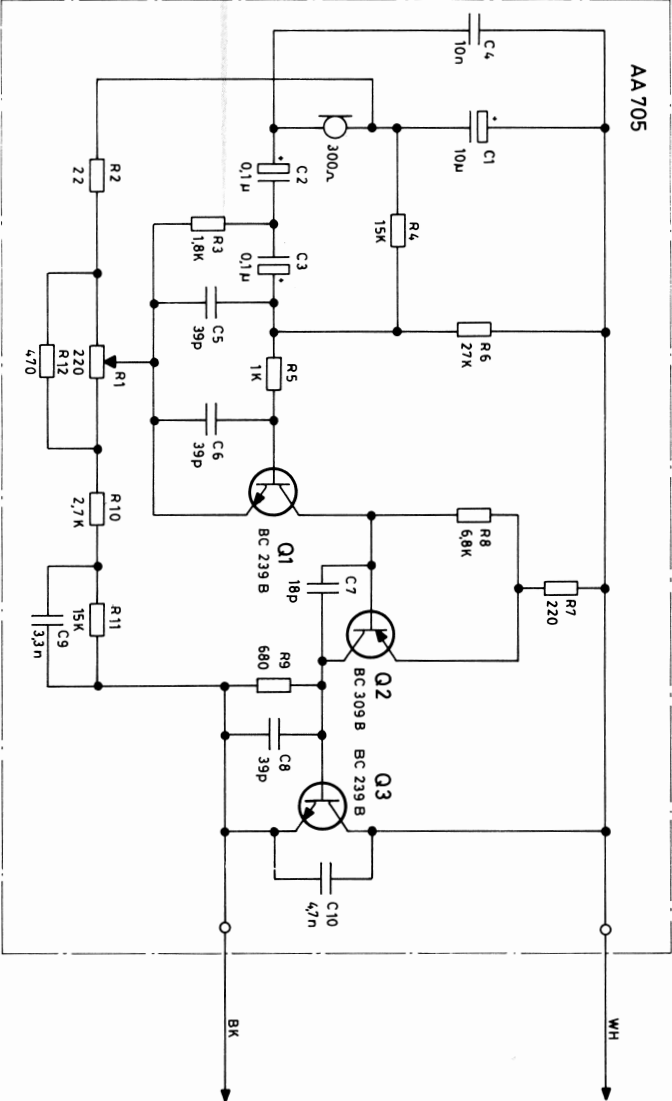 AA 705
C4
10n
C1
10µ
300Ω
C2
0,1µ
C3
0,1µ
R4
15K
R6
27K
R2
22
R3
1,8K
C5
39p
R5
1K
R1
220
R12
470
C6
39p
R10
2,7K
Q1
BC 239 B
R8
6,8K
R7
220
C7
18p
R11
15K
C9
3,3n
R9
680
Q2
BC 309 B
C8
39p
Q3
BC 239 B
C10
4,7n
BK
WH